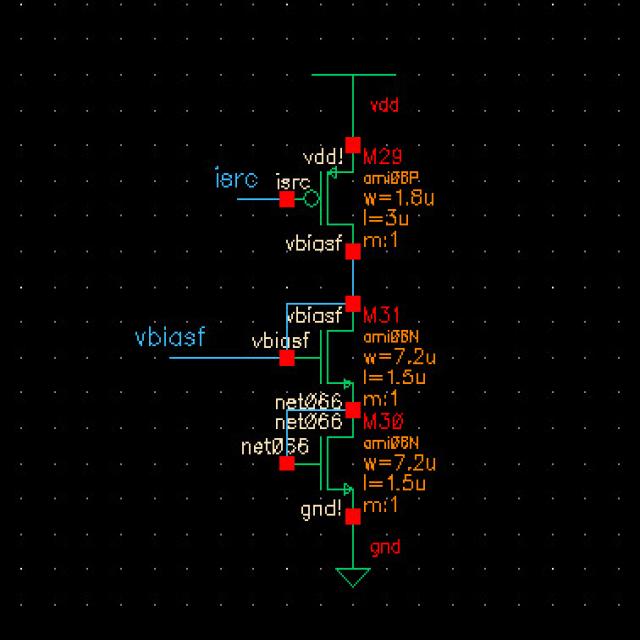 vdd
vdd!
M29
ami06P
isrc
isrc
w=1.8u
l=3u
m:1
vbiasf
vbiasf
M31
ami06N
vbiasf
vbiasf
w=7.2u
l=1.5u
m:1
net066
net066
M30
ami06N
net066
w=7.2u
l=1.5u
m:1
gnd!
gnd